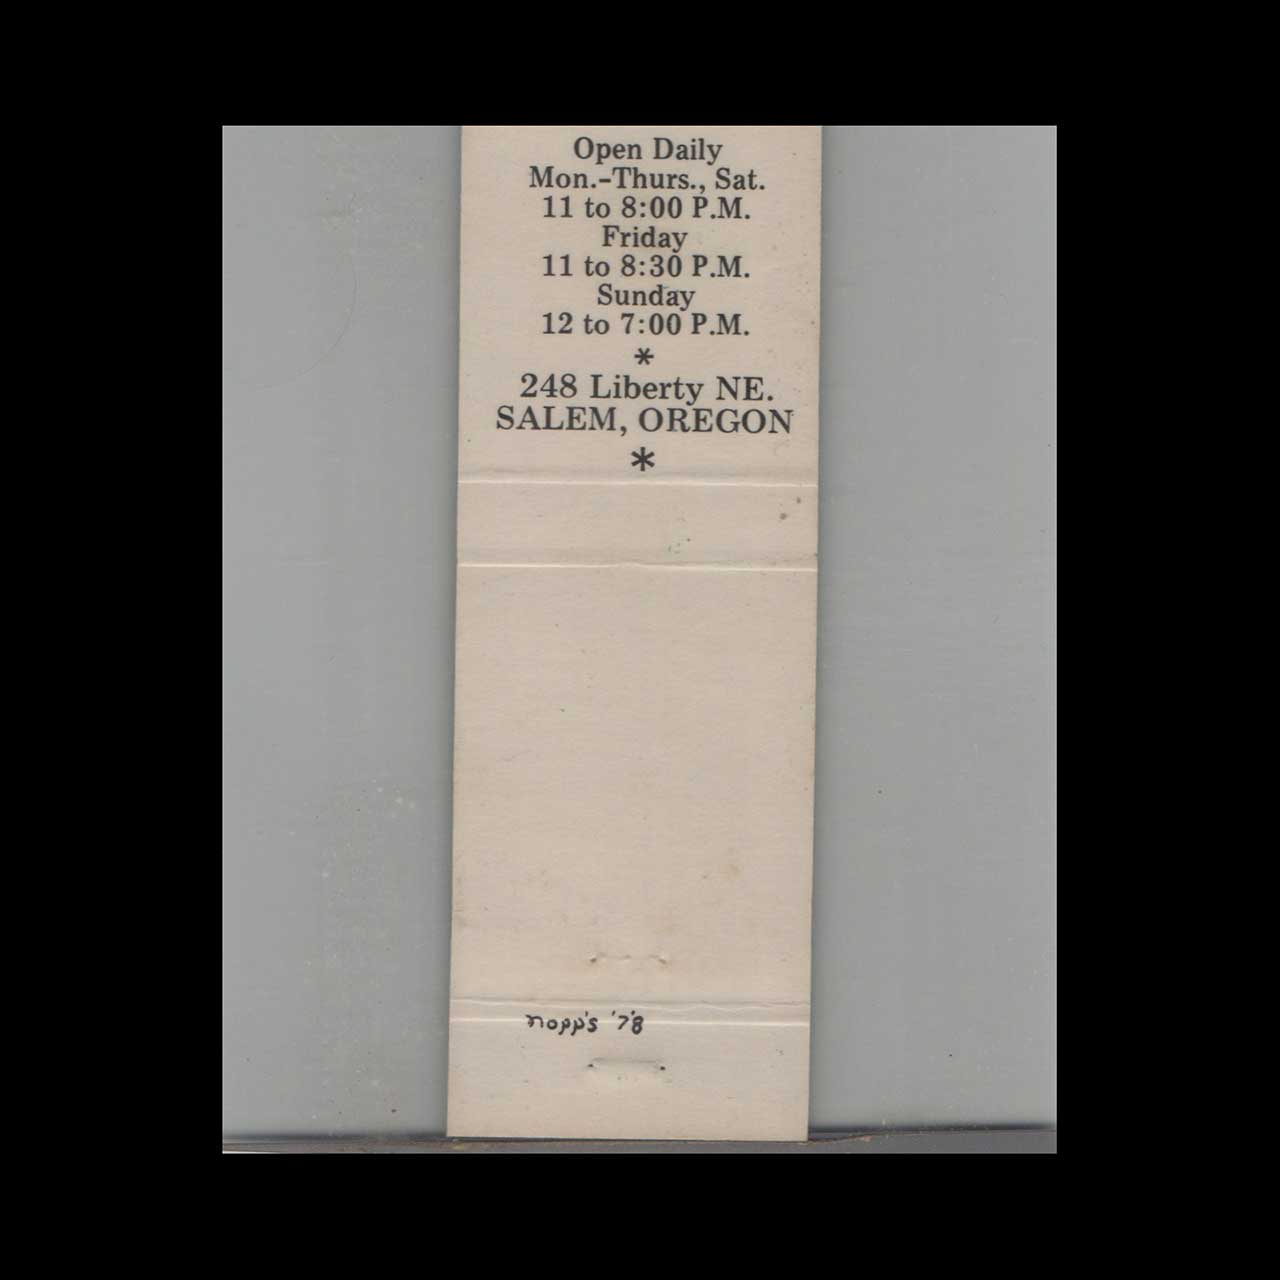 Open Daily
Mon.-Thurs., Sat.
11 to 8:00 P.M.
Friday
11 to 8:30 P.M.
Sunday
12 to 7:00 P.M.
*
248 Liberty NE.
SALEM, OREGON
*
nopp's '78